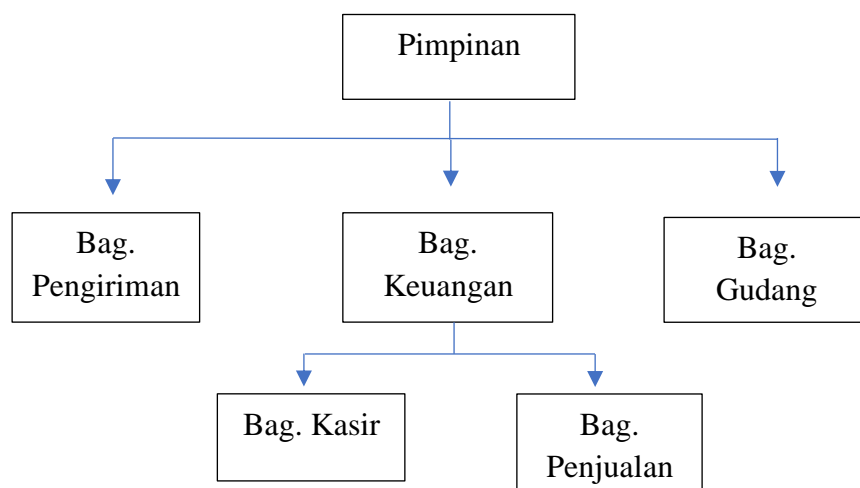 Pimpinan
Bag.
Pengiriman
Bag.
Keuangan
Bag.
Gudang
Bag. Kasir
Bag.
Penjualan